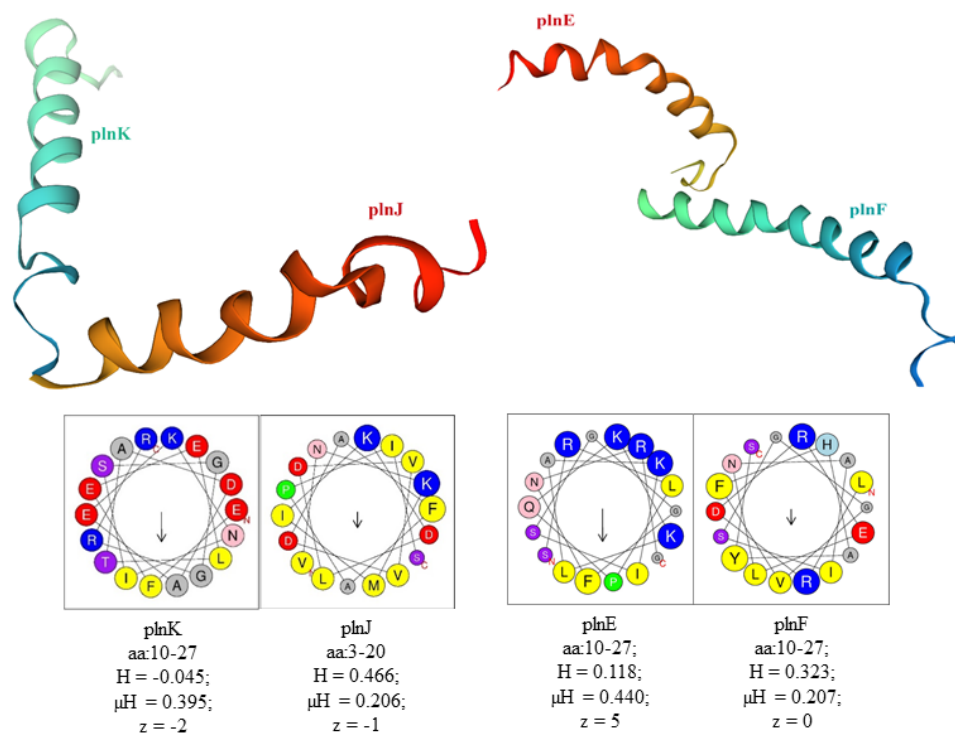 plnE
plnK
plnJ
plnF
R K E G D E N L G A F I T R E E S A
C
N
K I V K F D S V M A L V D I P D N A
C
N
K R K L G K G I P F L S S Q N A R G
C
N
R H A L G E A I R V L Y S D F N S G
C
N
plnK
aa:10-27
H = -0.045;
μH = 0.395;
z = -2
plnJ
aa:3-20
H = 0.466;
μH = 0.206;
z = -1
plnE
aa:10-27;
H = 0.118;
μH = 0.440;
z = 5
plnF
aa:10-27;
H = 0.323;
μH = 0.207;
z = 0